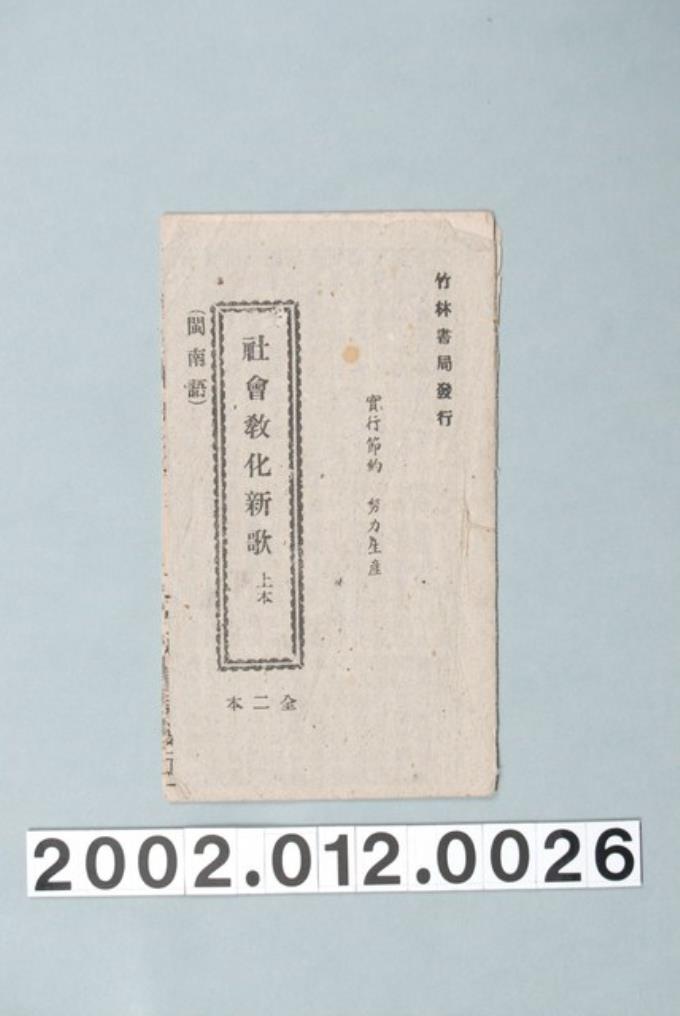 竹林書局發行
實行節約 努力生產
社會教化新歌 上本
(閩南語)
全二本
2002.012.0026